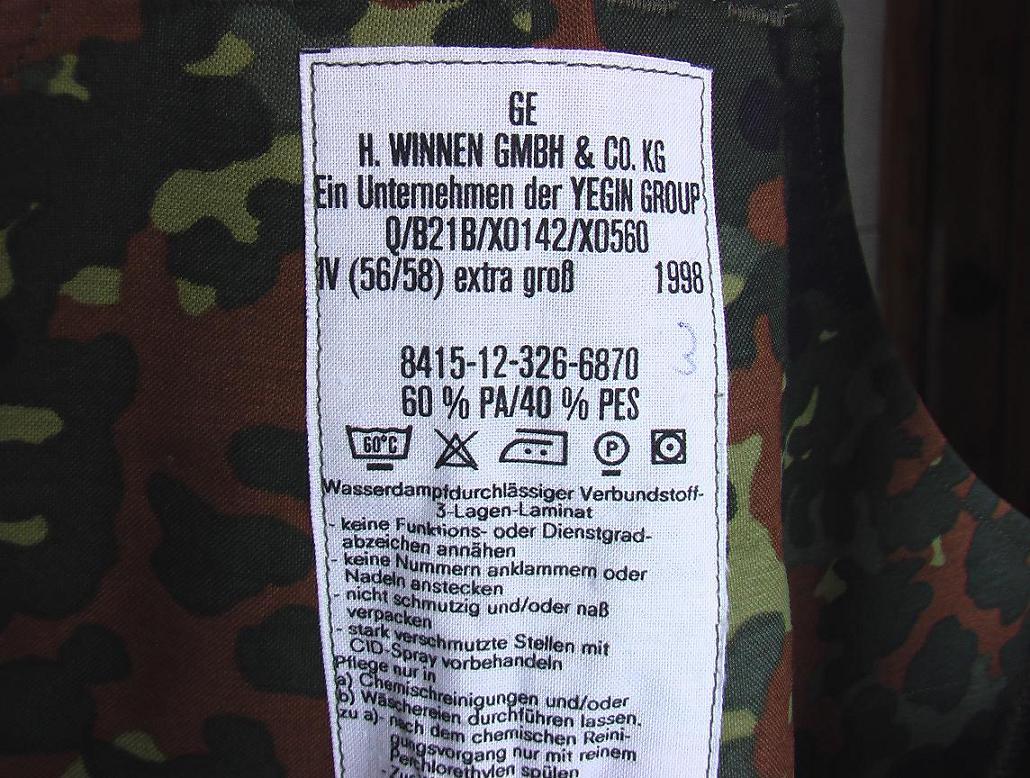 GE
H. WINNEN GMBH & CO. KG
Ein Unternehmen der YEGIN GROUP
Q/B21B/X0142/X0560
IV (56/58) extra groß 1998
3
8415-12-326-6870
60 % PA/40 % PES
60°C P
Wasserdampfdurchlässiger Verbundstoff-
3-Lagen-Laminat
- keine Funktions- oder Dienstgrad-
abzeichen annähen
- keine Nummern anklammern oder
Nadeln anstecken
- nicht schmutzig und/oder naß
verpacken
- stark verschmutzte Stellen mit
CID-Spray vorbehandeln
Pflege nur in
a) Chemischreinigungen und/oder
b) Wäschereien durchführen lassen.
zu a)- nach dem chemischen Reini-
gungsvorgang nur mit reinem
Perchlorethylen spülen